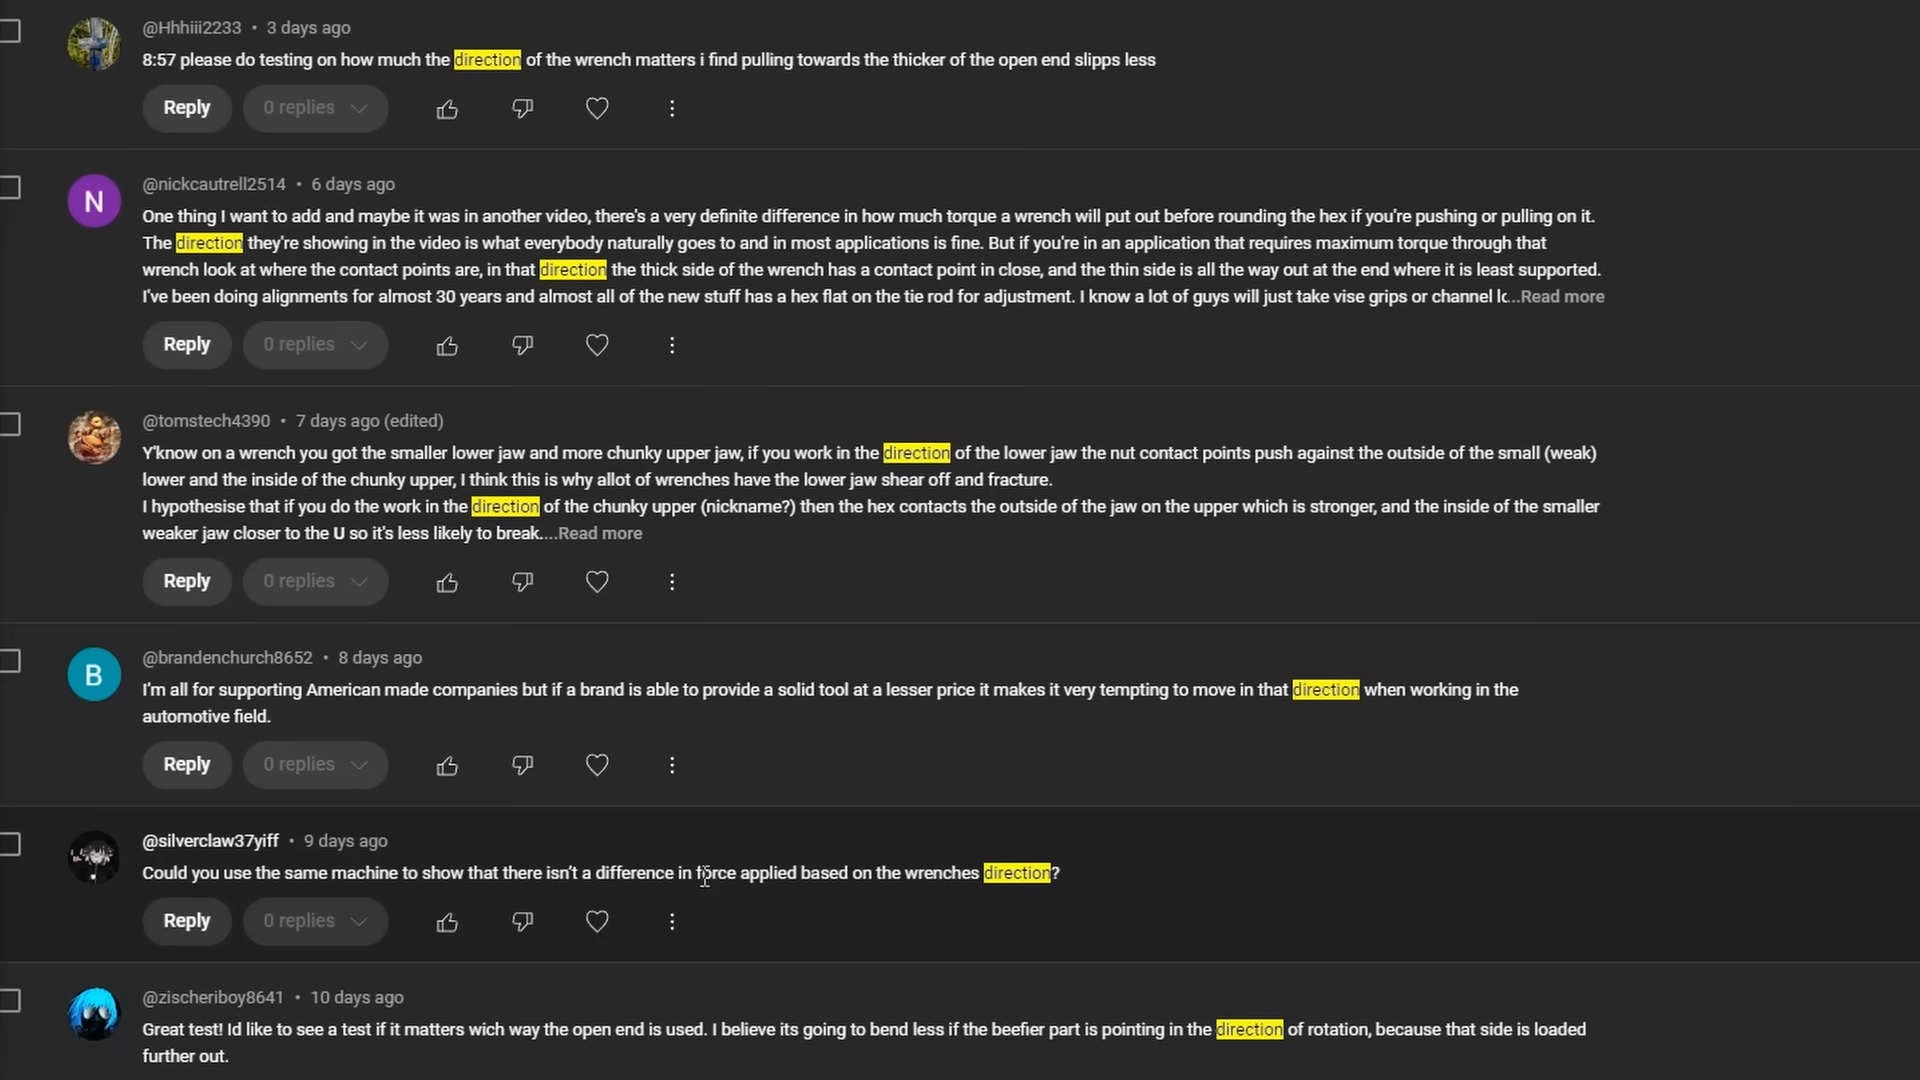 @Hhhiii2233 • 3 days ago
8:57 please do testing on how much the direction of the wrench matters i find pulling towards the thicker of the open end slipps less
Reply 0 replies
N
@nickcautrell2514 • 6 days ago
One thing I want to add and maybe it was in another video, there's a very definite difference in how much torque a wrench will put out before rounding the hex if you're pushing or pulling on it.
The direction they're showing in the video is what everybody naturally goes to and in most applications is fine. But if you're in an application that requires maximum torque through that
wrench look at where the contact points are, in that direction the thick side of the wrench has a contact point in close, and the thin side is all the way out at the end where it is least supported.
I've been doing alignments for almost 30 years and almost all of the new stuff has a hex flat on the tie rod for adjustment. I know a lot of guys will just take vise grips or channel lc...Read more
Reply 0 replies
@tomstech4390 • 7 days ago (edited)
Y'know on a wrench you got the smaller lower jaw and more chunky upper jaw, if you work in the direction of the lower jaw the nut contact points push against the outside of the small (weak)
lower and the inside of the chunky upper, I think this is why allot of wrenches have the lower jaw shear off and fracture.
I hypothesise that if you do the work in the direction of the chunky upper (nickname?) then the hex contacts the outside of the jaw on the upper which is stronger, and the inside of the smaller
weaker jaw closer to the U so it's less likely to break....Read more
Reply 0 replies
B
@brandenchurch8652 • 8 days ago
I'm all for supporting American made companies but if a brand is able to provide a solid tool at a lesser price it makes it very tempting to move in that direction when working in the
automotive field.
Reply 0 replies
@silverclaw37yiff • 9 days ago
Could you use the same machine to show that there isn't a difference in force applied based on the wrenches direction?
Reply 0 replies
@zischeriboy8641 • 10 days ago
Great test! Id like to see a test if it matters wich way the open end is used. I believe its going to bend less if the beefier part is pointing in the direction of rotation, because that side is loaded
further out.